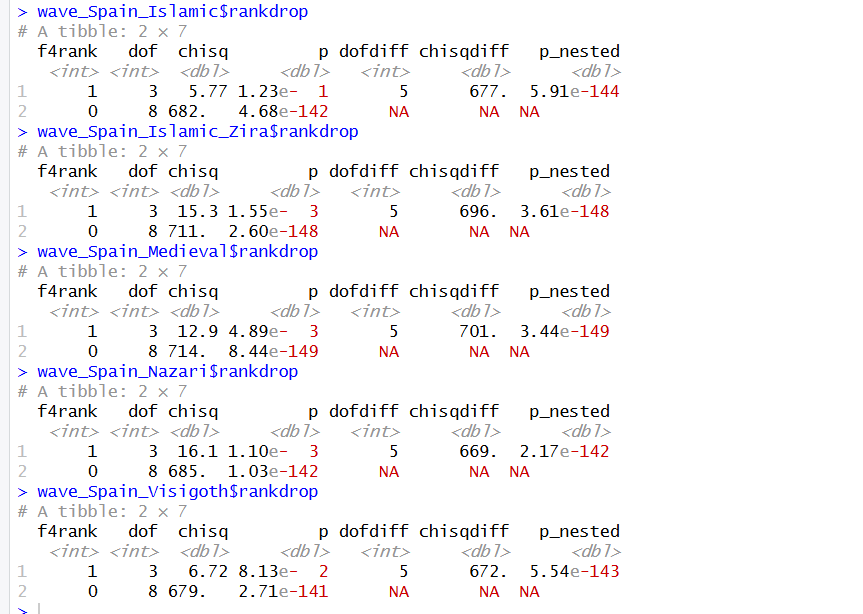 > wave_Spain_Islamic$rankdrop
# A tibble: 2 × 7
f4rank dof chisq p dofdiff chisqdiff p_nested
<int> <int> <dbl> <dbl> <int> <dbl> <dbl>
1 1 3 5.77 1.23e- 1 5 677. 5.91e-144
2 0 8 682. 4.68e-142 NA NA NA
> wave_Spain_Islamic_Zira$rankdrop
# A tibble: 2 × 7
f4rank dof chisq p dofdiff chisqdiff p_nested
<int> <int> <dbl> <dbl> <int> <dbl> <dbl>
1 1 3 15.3 1.55e- 3 5 696. 3.61e-148
2 0 8 711. 2.60e-148 NA NA NA
> wave_Spain_Medieval$rankdrop
# A tibble: 2 × 7
f4rank dof chisq p dofdiff chisqdiff p_nested
<int> <int> <dbl> <dbl> <int> <dbl> <dbl>
1 1 3 12.9 4.89e- 3 5 701. 3.44e-149
2 0 8 714. 8.44e-149 NA NA NA
> wave_Spain_Nazari$rankdrop
# A tibble: 2 × 7
f4rank dof chisq p dofdiff chisqdiff p_nested
<int> <int> <dbl> <dbl> <int> <dbl> <dbl>
1 1 3 16.1 1.10e- 3 5 669. 2.17e-142
2 0 8 685. 1.03e-142 NA NA NA
> wave_Spain_Visigoth$rankdrop
# A tibble: 2 × 7
f4rank dof chisq p dofdiff chisqdiff p_nested
<int> <int> <dbl> <dbl> <int> <dbl> <dbl>
1 1 3 6.72 8.13e- 2 5 672. 5.54e-143
2 0 8 679. 2.71e-141 NA NA NA
>